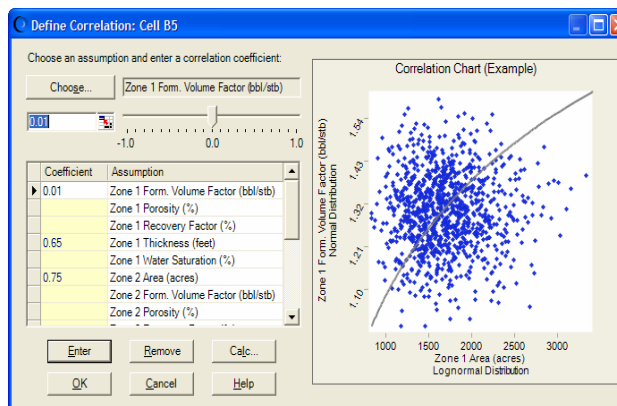 Define Correlation: Cell B5
Choose an assumption and enter a correlation coefficient:
Choose...
Zone 1 Form. Volume Factor (bbl/stb)
0.01
-1.0 0.0 1.0
Coefficient Assumption
0.01 Zone 1 Form. Volume Factor (bbl/stb)
Zone 1 Porosity (%)
Zone 1 Recovery Factor (%)
0.65 Zone 1 Thickness (feet)
Zone 1 Water Saturation (%)
0.75 Zone 2 Area (acres)
Zone 2 Form. Volume Factor (bbl/stb)
Zone 2 Porosity (%)
Enter Remove Calc...
OK Cancel Help
Correlation Chart (Example)
Zone 1 Form. Volume Factor (bbl/stb)
Normal Distribution
1.54
1.43
1.32
1.21
1.10
1000 1500 2000 2500 3000
Zone 1 Area (acres)
Lognormal Distribution